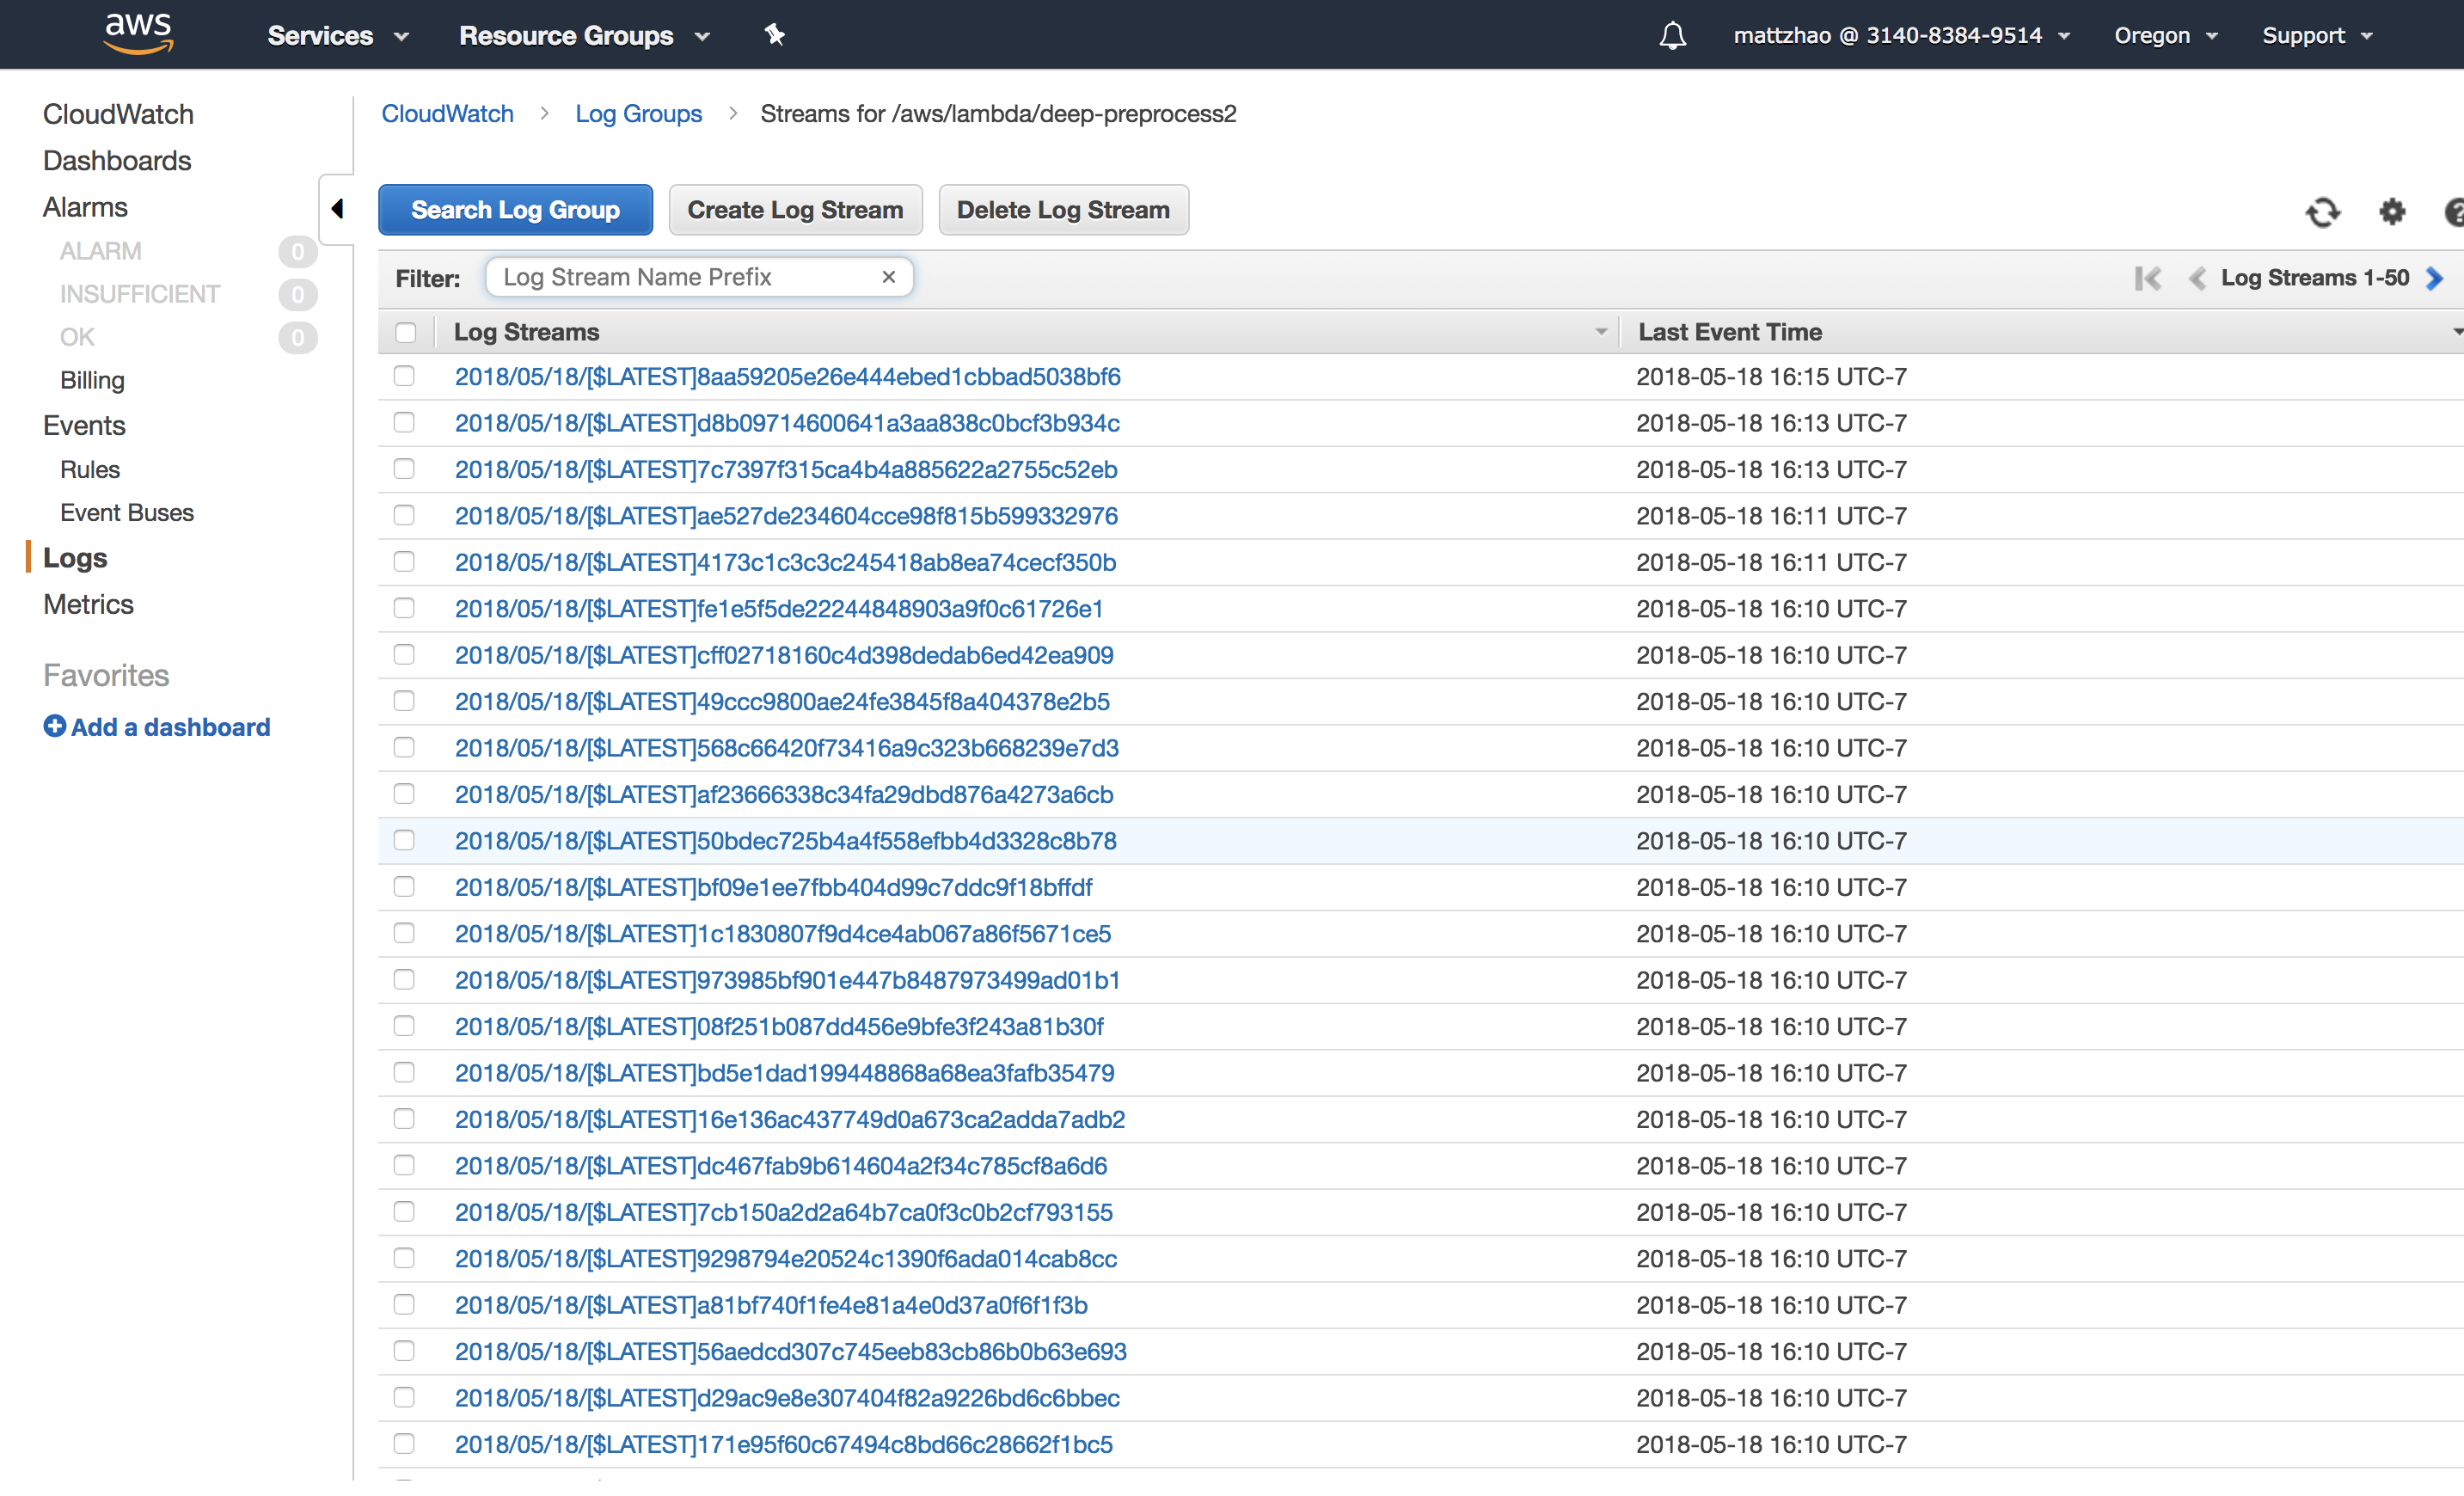 aws Services Resource Groups mattzhao @ 3140-8384-9514 Oregon Support
CloudWatch
Dashboards
Alarms
ALARM 0
INSUFFICIENT 0
OK 0
Billing
Events
Rules
Event Buses
Logs
Metrics
Favorites
Add a dashboard
CloudWatch > Log Groups > Streams for /aws/lambda/deep-preprocess2
Search Log Group Create Log Stream Delete Log Stream
Filter: Log Stream Name Prefix × Log Streams 1-50
Log Streams Last Event Time
2018/05/18/[$LATEST]8aa59205e26e444ebed1cbbad5038bf6 2018-05-18 16:15 UTC-7
2018/05/18/[$LATEST]d8b09714600641a3aa838c0bcf3b934c 2018-05-18 16:13 UTC-7
2018/05/18/[$LATEST]7c7397f315ca4b4a885622a2755c52eb 2018-05-18 16:13 UTC-7
2018/05/18/[$LATEST]ae527de234604cce98f815b599332976 2018-05-18 16:11 UTC-7
2018/05/18/[$LATEST]4173c1c3c3c245418ab8ea74cecf350b 2018-05-18 16:11 UTC-7
2018/05/18/[$LATEST]fe1e5f5de22244848903a9f0c61726e1 2018-05-18 16:10 UTC-7
2018/05/18/[$LATEST]cff02718160c4d398dedab6ed42ea909 2018-05-18 16:10 UTC-7
2018/05/18/[$LATEST]49ccc9800ae24fe3845f8a404378e2b5 2018-05-18 16:10 UTC-7
2018/05/18/[$LATEST]568c66420f73416a9c323b668239e7d3 2018-05-18 16:10 UTC-7
2018/05/18/[$LATEST]af23666338c34fa29dbd876a4273a6cb 2018-05-18 16:10 UTC-7
2018/05/18/[$LATEST]50bdec725b4a4f558efbb4d3328c8b78 2018-05-18 16:10 UTC-7
2018/05/18/[$LATEST]bf09e1ee7fbb404d99c7ddc9f18bffdf 2018-05-18 16:10 UTC-7
2018/05/18/[$LATEST]1c1830807f9d4ce4ab067a86f5671ce5 2018-05-18 16:10 UTC-7
2018/05/18/[$LATEST]973985bf901e447b8487973499ad01b1 2018-05-18 16:10 UTC-7
2018/05/18/[$LATEST]08f251b087dd456e9bfe3f243a81b30f 2018-05-18 16:10 UTC-7
2018/05/18/[$LATEST]bd5e1dad199448868a68ea3fafb35479 2018-05-18 16:10 UTC-7
2018/05/18/[$LATEST]16e136ac437749d0a673ca2adda7adb2 2018-05-18 16:10 UTC-7
2018/05/18/[$LATEST]dc467fab9b614604a2f34c785cf8a6d6 2018-05-18 16:10 UTC-7
2018/05/18/[$LATEST]7cb150a2d2a64b7ca0f3c0b2cf793155 2018-05-18 16:10 UTC-7
2018/05/18/[$LATEST]9298794e20524c1390f6ada014cab8cc 2018-05-18 16:10 UTC-7
2018/05/18/[$LATEST]a81bf740f1fe4e81a4e0d37a0f6f1f3b 2018-05-18 16:10 UTC-7
2018/05/18/[$LATEST]56aedcd307c745eeb83cb86b0b63e693 2018-05-18 16:10 UTC-7
2018/05/18/[$LATEST]d29ac9e8e307404f82a9226bd6c6bbec 2018-05-18 16:10 UTC-7
2018/05/18/[$LATEST]171e95f60c67494c8bd66c28662f1bc5 2018-05-18 16:10 UTC-7